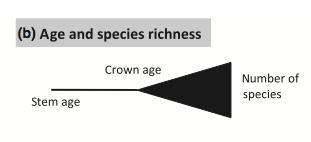 (b) Age and species richness
Crown age
Stem age
Number of
species